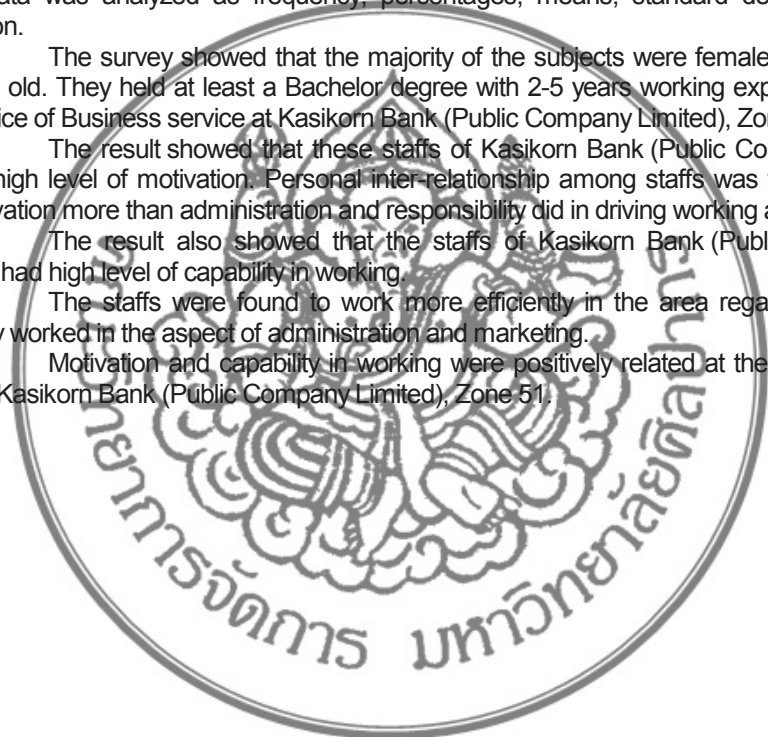 data was analyzed as frequency, percentages, means, standard de
on.
The survey showed that the majority of the subjects were female
old. They held at least a Bachelor degree with 2-5 years working exp
ice of Business service at Kasikorn Bank (Public Company Limited), Zon
The result showed that these staffs of Kasikorn Bank (Public Co
high level of motivation. Personal inter-relationship among staffs was
vation more than administration and responsibility did in driving working a
The result also showed that the staffs of Kasikorn Bank (Publ
had high level of capability in working.
The staffs were found to work more efficiently in the area rega
y worked in the aspect of administration and marketing.
Motivation and capability in working were positively related at the
Kasikorn Bank (Public Company Limited), Zone 51.
วิทยาการจัดการ มหาวิทยาลัยศิลปากร